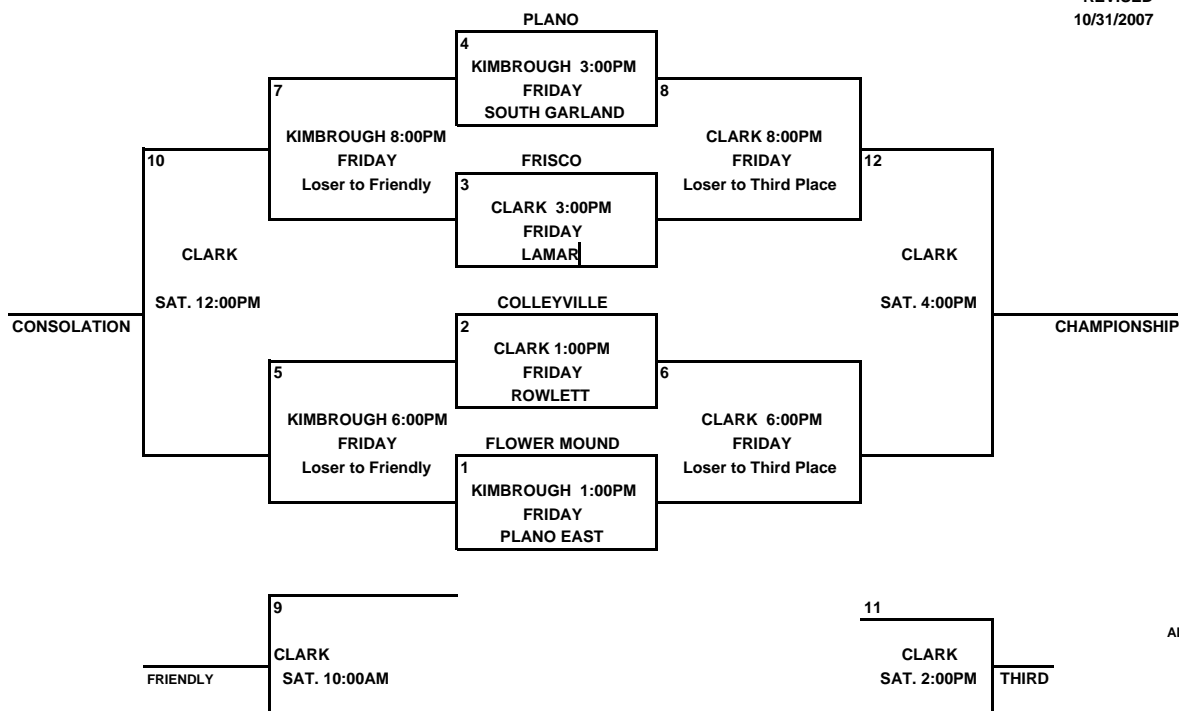 10/31/2007
PLANO
4
KIMBROUGH 3:00PM
FRIDAY
SOUTH GARLAND
7
8
KIMBROUGH 8:00PM
FRIDAY
Loser to Friendly
CLARK 8:00PM
FRIDAY
Loser to Third Place
10
FRISCO
12
3
CLARK 3:00PM
FRIDAY
LAMAR
CLARK
SAT. 12:00PM
CLARK
SAT. 4:00PM
CONSOLATION
CHAMPIONSHIP
COLLEYVILLE
2
CLARK 1:00PM
FRIDAY
ROWLETT
5
6
KIMBROUGH 6:00PM
FRIDAY
Loser to Friendly
CLARK 6:00PM
FRIDAY
Loser to Third Place
FLOWER MOUND
1
KIMBROUGH 1:00PM
FRIDAY
PLANO EAST
9
CLARK
SAT. 10:00AM
FRIENDLY
11
CLARK
SAT. 2:00PM
THIRD